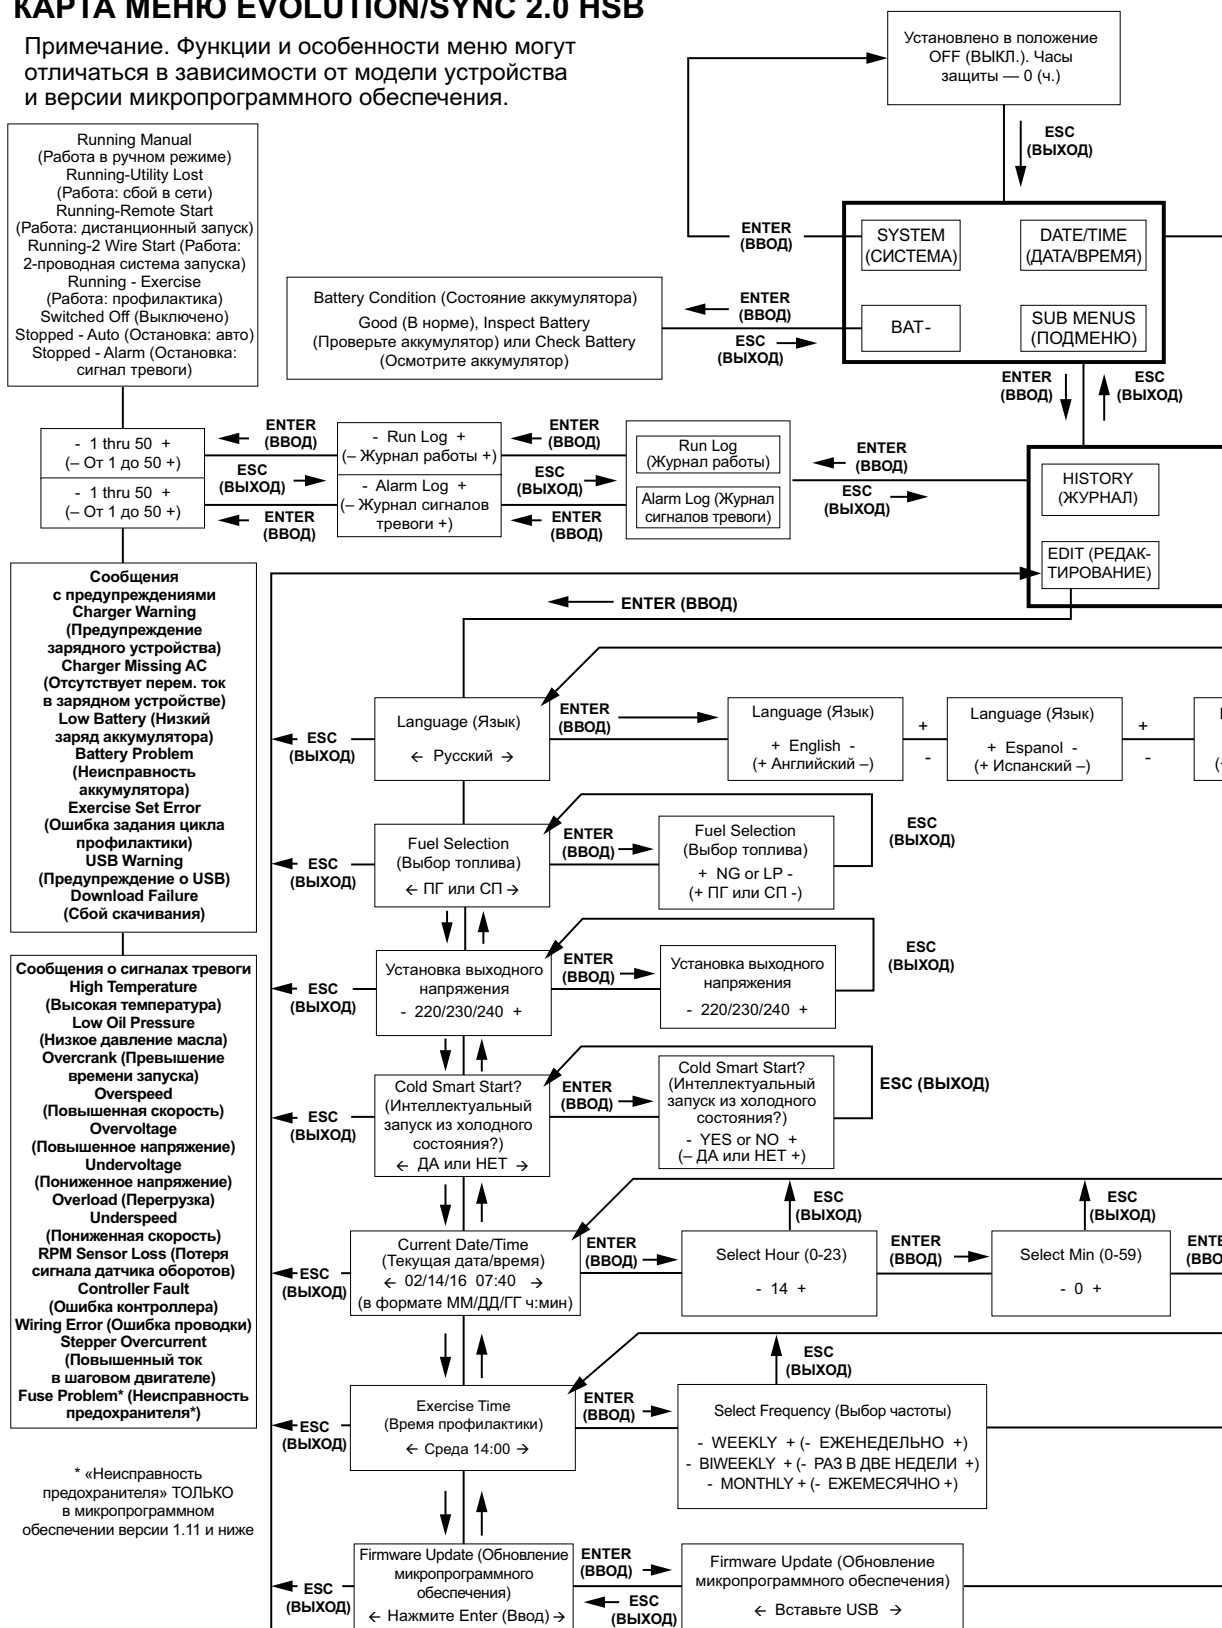 КАРТА МЕНЮ EVOLUTION/SYNC 2.0 HSB
Примечание. Функции и особенности меню могут
отличаться в зависимости от модели устройства
и версии микропрограммного обеспечения.
Установлено в положение
OFF (ВЫКЛ.). Часы
защиты — 0 (ч.)
ESC
(ВЫХОД)
Running Manual
(Работа в ручном режиме)
Running-Utility Lost
(Работа: сбой в сети)
Running-Remote Start
(Работа: дистанционный запуск)
Running-2 Wire Start (Работа:
2-проводная система запуска)
Running - Exercise
(Работа: профилактика)
Switched Off (Выключено)
Stopped - Auto (Остановка: авто)
Stopped - Alarm (Остановка:
сигнал тревоги)
ENTER
(ВВОД)
SYSTEM
(СИСТЕМА)
DATE/TIME
(ДАТА/ВРЕМЯ)
BAT-
SUB MENUS
(ПОДМЕНЮ)
Battery Condition (Состояние аккумулятора)
Good (В норме), Inspect Battery
(Проверьте аккумулятор) или Check Battery
(Осмотрите аккумулятор)
ENTER
(ВВОД)
ESC
(ВЫХОД)
ENTER
(ВВОД)
ESC
(ВЫХОД)
- 1 thru 50 +
(– От 1 до 50 +)
- 1 thru 50 +
(– От 1 до 50 +)
ENTER
(ВВОД)
ESC
(ВЫХОД)
ENTER
(ВВОД)
- Run Log +
(– Журнал работы +)
- Alarm Log +
(– Журнал сигналов
тревоги +)
ENTER
(ВВОД)
ESC
(ВЫХОД)
ENTER
(ВВОД)
Run Log
(Журнал работы)
Alarm Log (Журнал
сигналов тревоги)
ENTER
(ВВОД)
ESC
(ВЫХОД)
HISTORY
(ЖУРНАЛ)
EDIT (РЕДАК-
ТИРОВАНИЕ)
ENTER (ВВОД)
Сообщения
с предупреждениями
Charger Warning
(Предупреждение
зарядного устройства)
Charger Missing AC
(Отсутствует перем. ток
в зарядном устройстве)
Low Battery (Низкий
заряд аккумулятора)
Battery Problem
(Неисправность
аккумулятора)
Exercise Set Error
(Ошибка задания цикла
профилактики)
USB Warning
(Предупреждение о USB)
Download Failure
(Сбой скачивания)
Сообщения о сигналах тревоги
High Temperature
(Высокая температура)
Low Oil Pressure
(Низкое давление масла)
Overcrank (Превышение
времени запуска)
Overspeed
(Повышенная скорость)
Overvoltage
(Повышенное напряжение)
Undervoltage
(Пониженное напряжение)
Overload (Перегрузка)
Underspeed
(Пониженная скорость)
RPM Sensor Loss (Потеря
сигнала датчика оборотов)
Controller Fault
(Ошибка контроллера)
Wiring Error (Ошибка проводки)
Stepper Overcurrent
(Повышенный ток
в шаговом двигателе)
Fuse Problem* (Неисправность
предохранителя*)
* «Неисправность
предохранителя» ТОЛЬКО
в микропрограммном
обеспечении версии 1.11 и ниже
ESC
(ВЫХОД)
Language (Язык)
← Русский →
ENTER
(ВВОД)
Language (Язык)
+ English -
(+ Английский –)
+
-
Language (Язык)
+ Espanol -
(+ Испанский –)
+
-
ESC
(ВЫХОД)
Fuel Selection
(Выбор топлива)
← ПГ или СП →
ENTER
(ВВОД)
Fuel Selection
(Выбор топлива)
+ NG or LP -
(+ ПГ или СП -)
ESC
(ВЫХОД)
ESC
(ВЫХОД)
Установка выходного
напряжения
- 220/230/240 +
ENTER
(ВВОД)
Установка выходного
напряжения
- 220/230/240 +
ESC
(ВЫХОД)
ESC
(ВЫХОД)
Cold Smart Start?
(Интеллектуальный
запуск из холодного
состояния?)
← ДА или НЕТ →
ENTER
(ВВОД)
Cold Smart Start?
(Интеллектуальный
запуск из холодного
состояния?)
- YES or NO +
(– ДА или НЕТ +)
ESC (ВЫХОД)
ESC
(ВЫХОД)
Current Date/Time
(Текущая дата/время)
← 02/14/16 07:40 →
(в формате ММ/ДД/ГГ ч:мин)
ENTER
(ВВОД)
ESC
(ВЫХОД)
Select Hour (0-23)
- 14 +
ENTER
(ВВОД)
ESC
(ВЫХОД)
Select Min (0-59)
- 0 +
ESC
(ВЫХОД)
Exercise Time
(Время профилактики)
← Среда 14:00 →
ENTER
(ВВОД)
ESC
(ВЫХОД)
Select Frequency (Выбор частоты)
- WEEKLY + (- ЕЖЕНЕДЕЛЬНО +)
- BIWEEKLY + (- РАЗ В ДВЕ НЕДЕЛИ +)
- MONTHLY + (- ЕЖЕМЕСЯЧНО +)
ESC
(ВЫХОД)
Firmware Update (Обновление
микропрограммного
обеспечения)
← Нажмите Enter (Ввод) →
ENTER
(ВВОД)
ESC
(ВЫХОД)
Firmware Update (Обновление
микропрограммного обеспечения)
← Вставьте USB →